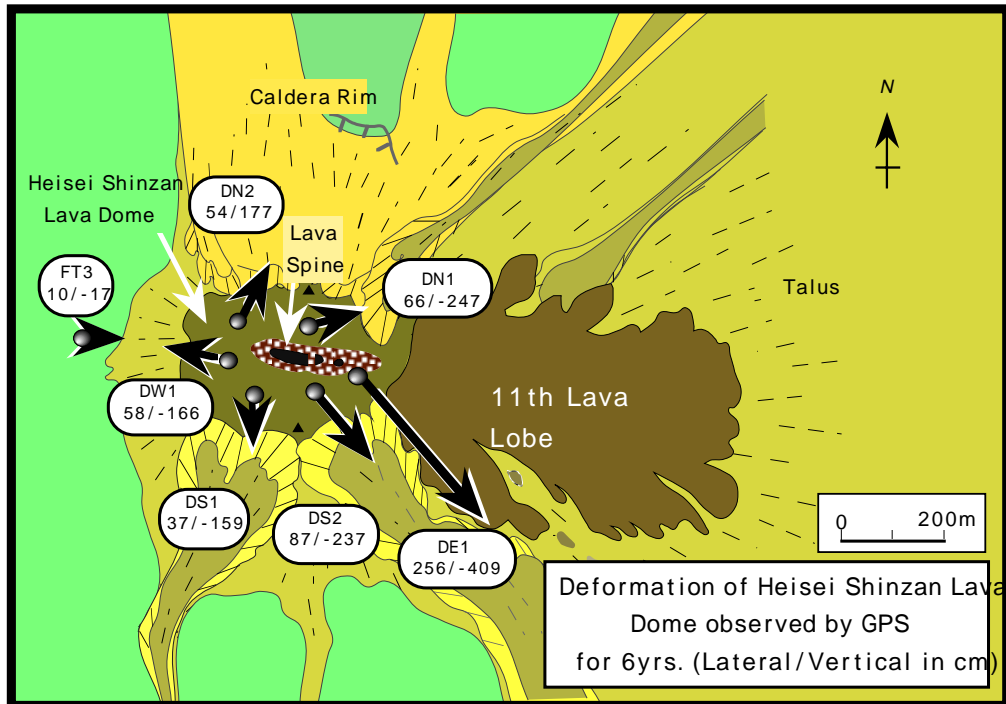 Caldera Rim
N
Heisei Shinzan
Lava Dome
DN2
54/177
Lava
Spine
FT3
10/-17
DN1
66/-247
Talus
DW1
58/-166
11th Lava
Lobe
DS1
37/-159
DS2
87/-237
DE1
256/-409
0 200m
Deformation of Heisei Shinzan Lava
Dome observed by GPS
for 6yrs. (Lateral/Vertical in cm)